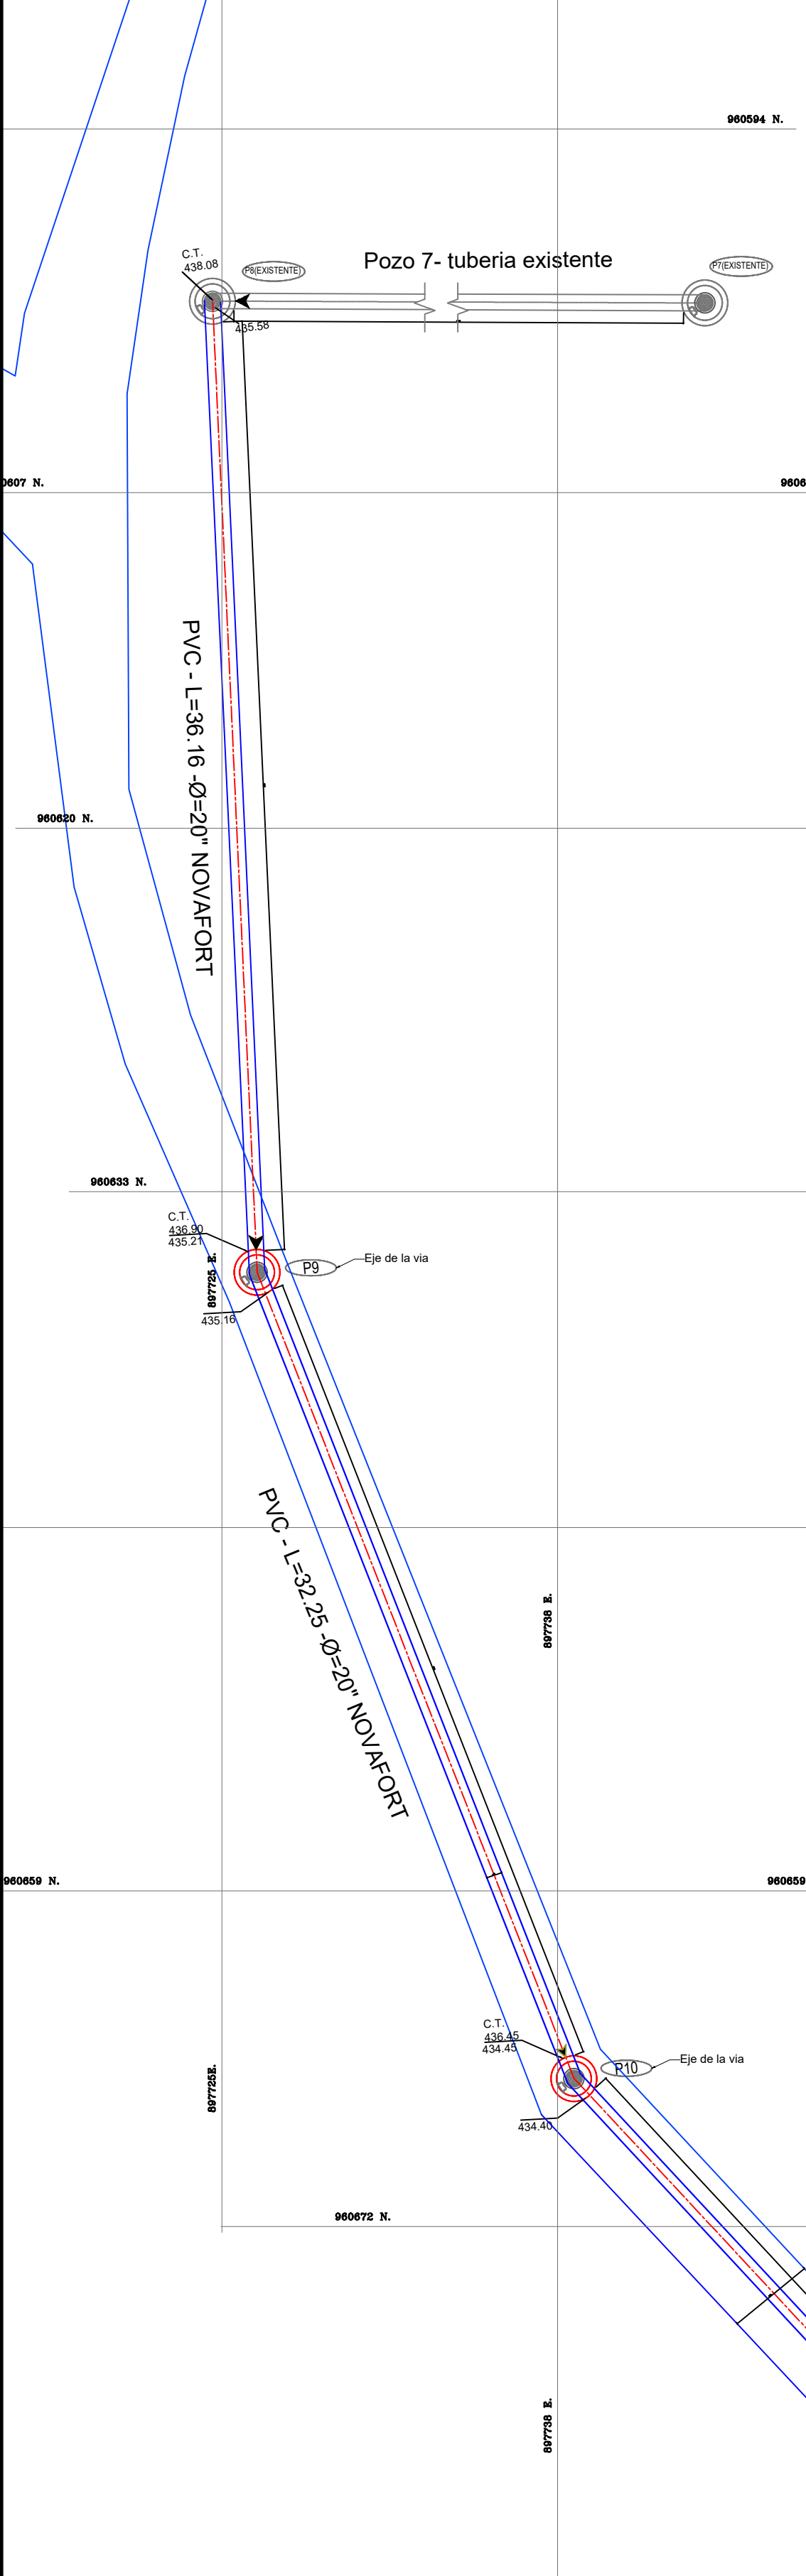 960594 N.
Pozo 7- tuberia existente
C.T.
438.08
P8(EXISTENTE)
P7(EXISTENTE)
435.58
0607 N.
9606
PVC - L=36.16 -Ø=20" NOVAFORT
960620 N.
960633 N.
C.T.
436.90
435.21
897725 E.
P9
Eje de la via
435.16
PVC - L=32.25 -Ø=20" NOVAFORT
897738 E.
960659 N.
960659
C.T.
436.45
434.45
P10
Eje de la via
897725E.
434.40
960672 N.
897738 E.